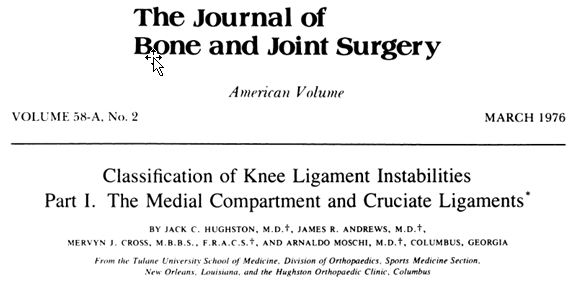 The Journal of
Bone and Joint Surgery
American Volume
VOLUME 58-A, No. 2 MARCH 1976
Classification of Knee Ligament Instabilities
Part I. The Medial Compartment and Cruciate Ligaments*
BY JACK C. HUGHSTON, M.D.†, JAMES R. ANDREWS, M.D.†,
MERVYN J. CROSS, M.B.B.S., F.R.A.C.S.†, AND ARNALDO MOSCHI, M.D.†, COLUMBUS, GEORGIA
From the Tulane University School of Medicine, Division of Orthopaedics, Sports Medicine Section,
New Orleans, Louisiana, and the Hughston Orthopaedic Clinic, Columbus